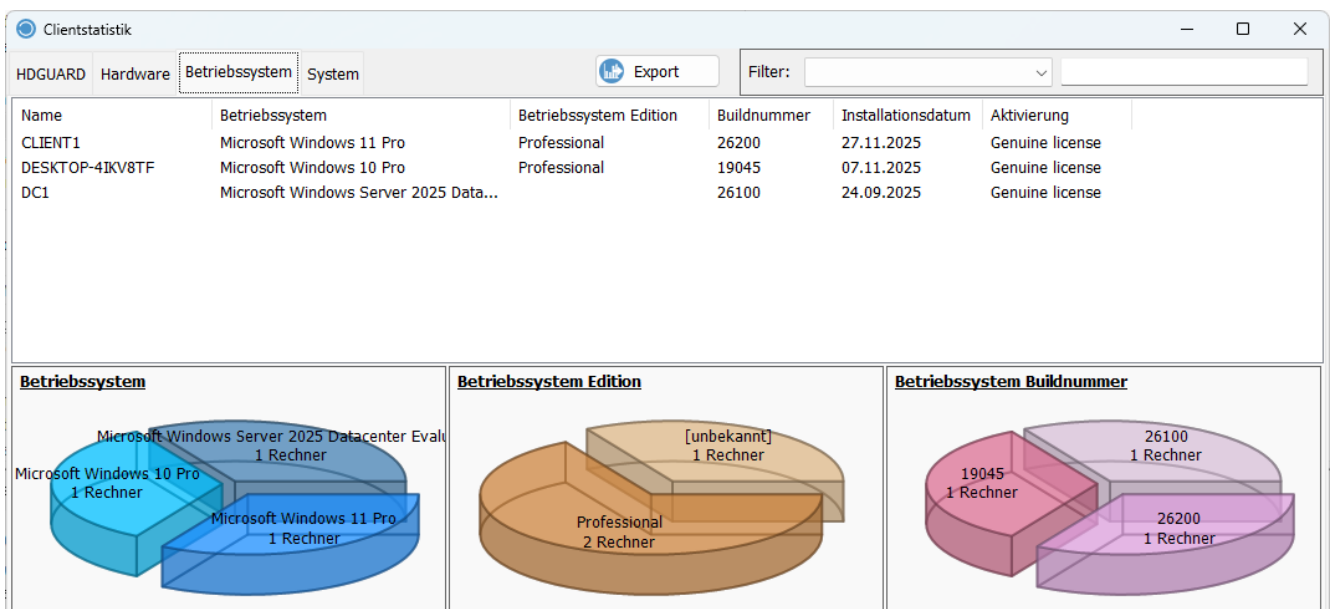 Clientstatistik
HDGUARD Hardware Betriebssystem System Export Filter:
Name Betriebssystem Betriebssystem Edition Buildnummer Installationsdatum Aktivierung
CLIENT1 Microsoft Windows 11 Pro Professional 26200 27.11.2025 Genuine license
DESKTOP-4IKV8TF Microsoft Windows 10 Pro Professional 19045 07.11.2025 Genuine license
DC1 Microsoft Windows Server 2025 Data... 26100 24.09.2025 Genuine license
Betriebssystem
Microsoft Windows Server 2025 Datacenter Evalu
1 Rechner
Microsoft Windows 10 Pro
1 Rechner
Microsoft Windows 11 Pro
1 Rechner
Betriebssystem Edition
[unbekannt]
1 Rechner
Professional
2 Rechner
Betriebssystem Buildnummer
26100
1 Rechner
19045
1 Rechner
26200
1 Rechner